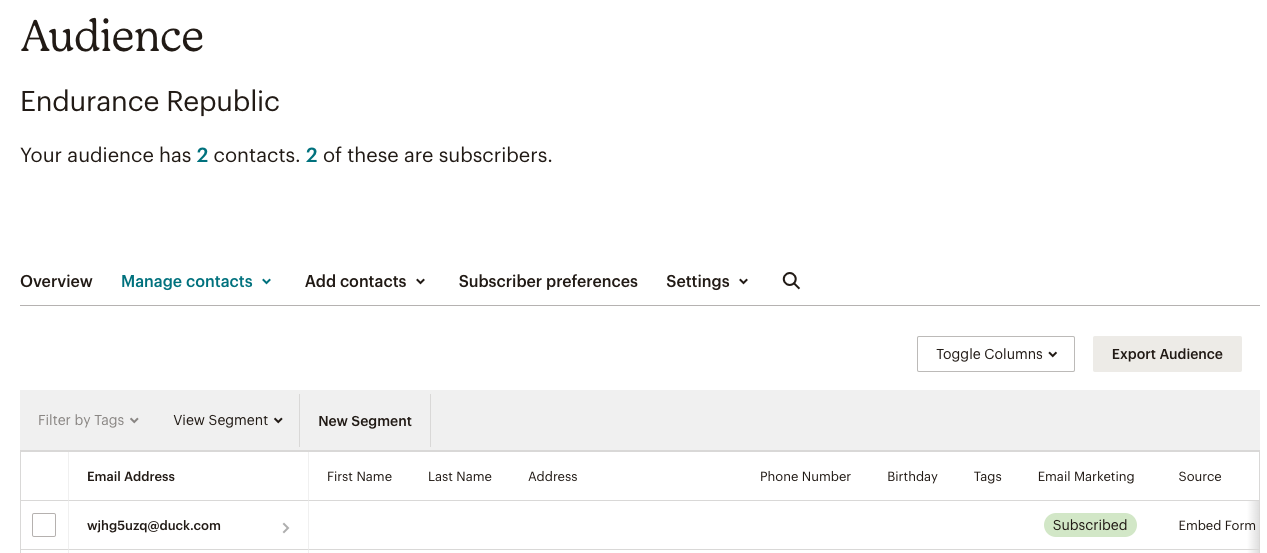 Audience
Endurance Republic
Your audience has 2 contacts. 2 of these are subscribers.
Overview Manage contacts Add contacts Subscriber preferences Settings
Toggle Columns Export Audience
Filter by Tags View Segment New Segment
Email Address First Name Last Name Address Phone Number Birthday Tags Email Marketing Source
wjhg5uzq@duck.com Subscribed Embed Form